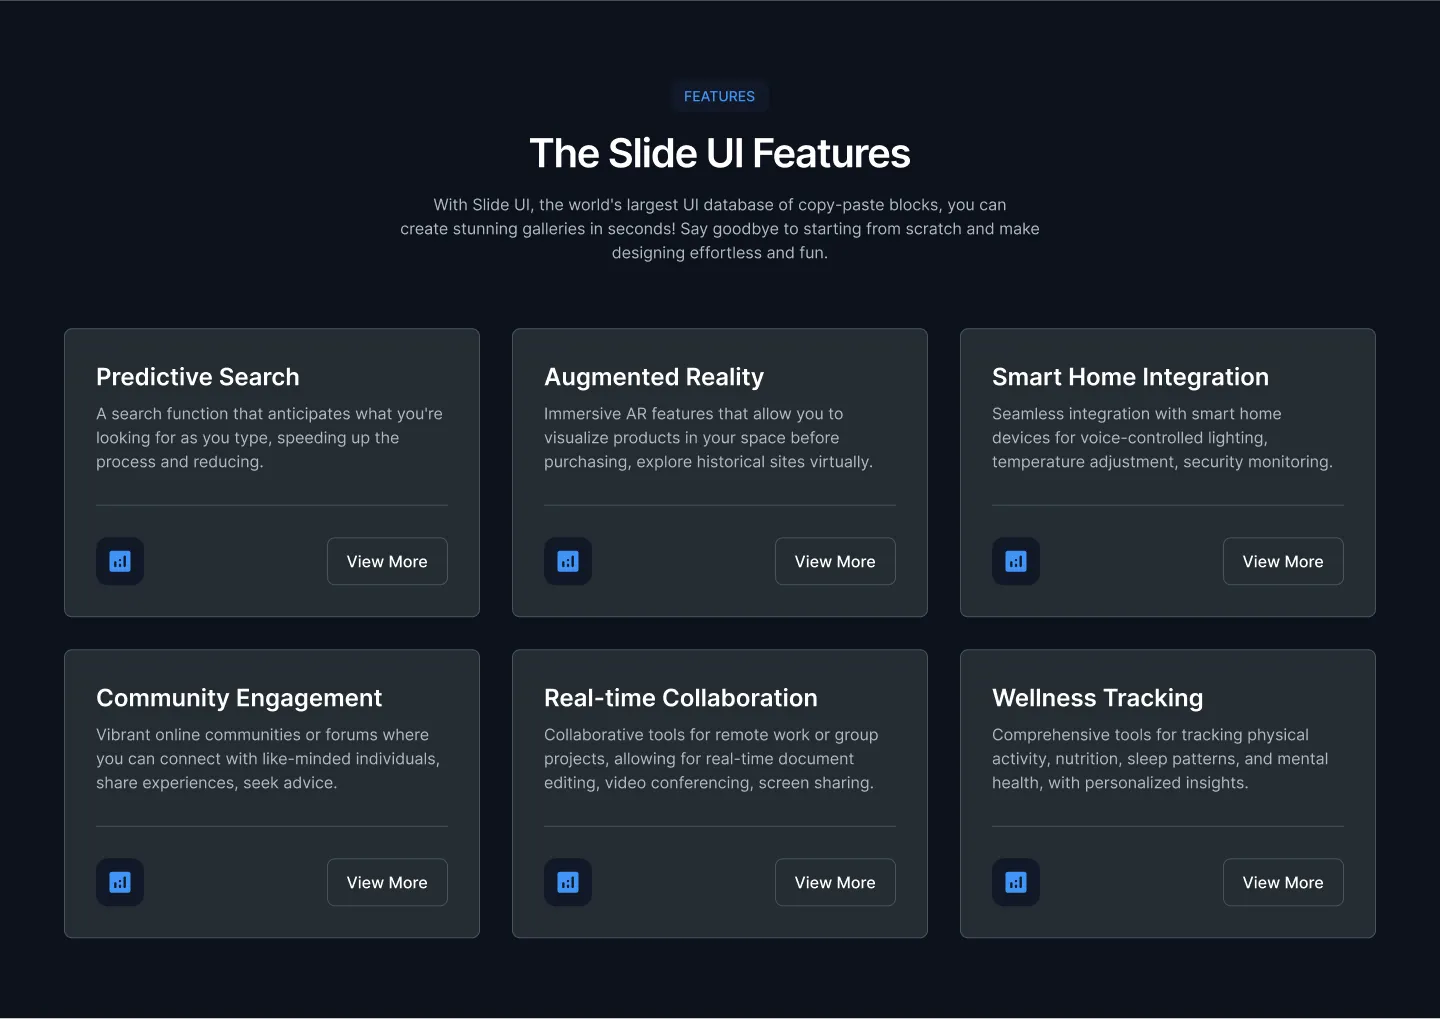 FEATURES
The Slide UI Features
With Slide UI, the world's largest UI database of copy-paste blocks, you can
create stunning galleries in seconds! Say goodbye to starting from scratch and make
designing effortless and fun.
Predictive Search
A search function that anticipates what you're
looking for as you type, speeding up the
process and reducing.
View More
Augmented Reality
Immersive AR features that allow you to
visualize products in your space before
purchasing, explore historical sites virtually.
View More
Smart Home Integration
Seamless integration with smart home
devices for voice-controlled lighting,
temperature adjustment, security monitoring.
View More
Community Engagement
Vibrant online communities or forums where
you can connect with like-minded individuals,
share experiences, seek advice.
View More
Real-time Collaboration
Collaborative tools for remote work or group
projects, allowing for real-time document
editing, video conferencing, screen sharing.
View More
Wellness Tracking
Comprehensive tools for tracking physical
activity, nutrition, sleep patterns, and mental
health, with personalized insights.
View More